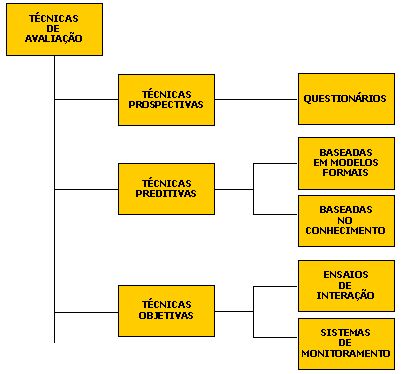 TÉCNICAS
DE
AVALIAÇÃO
TÉCNICAS
PROSPECTIVAS
QUESTIONÁRIOS
TÉCNICAS
PREDITIVAS
BASEADAS
EM MODELOS
FORMAIS
BASEADAS
NO
CONHECIMENTO
TÉCNICAS
OBJETIVAS
ENSAIOS
DE
INTERAÇÃO
SISTEMAS
DE
MONITORAMENTO